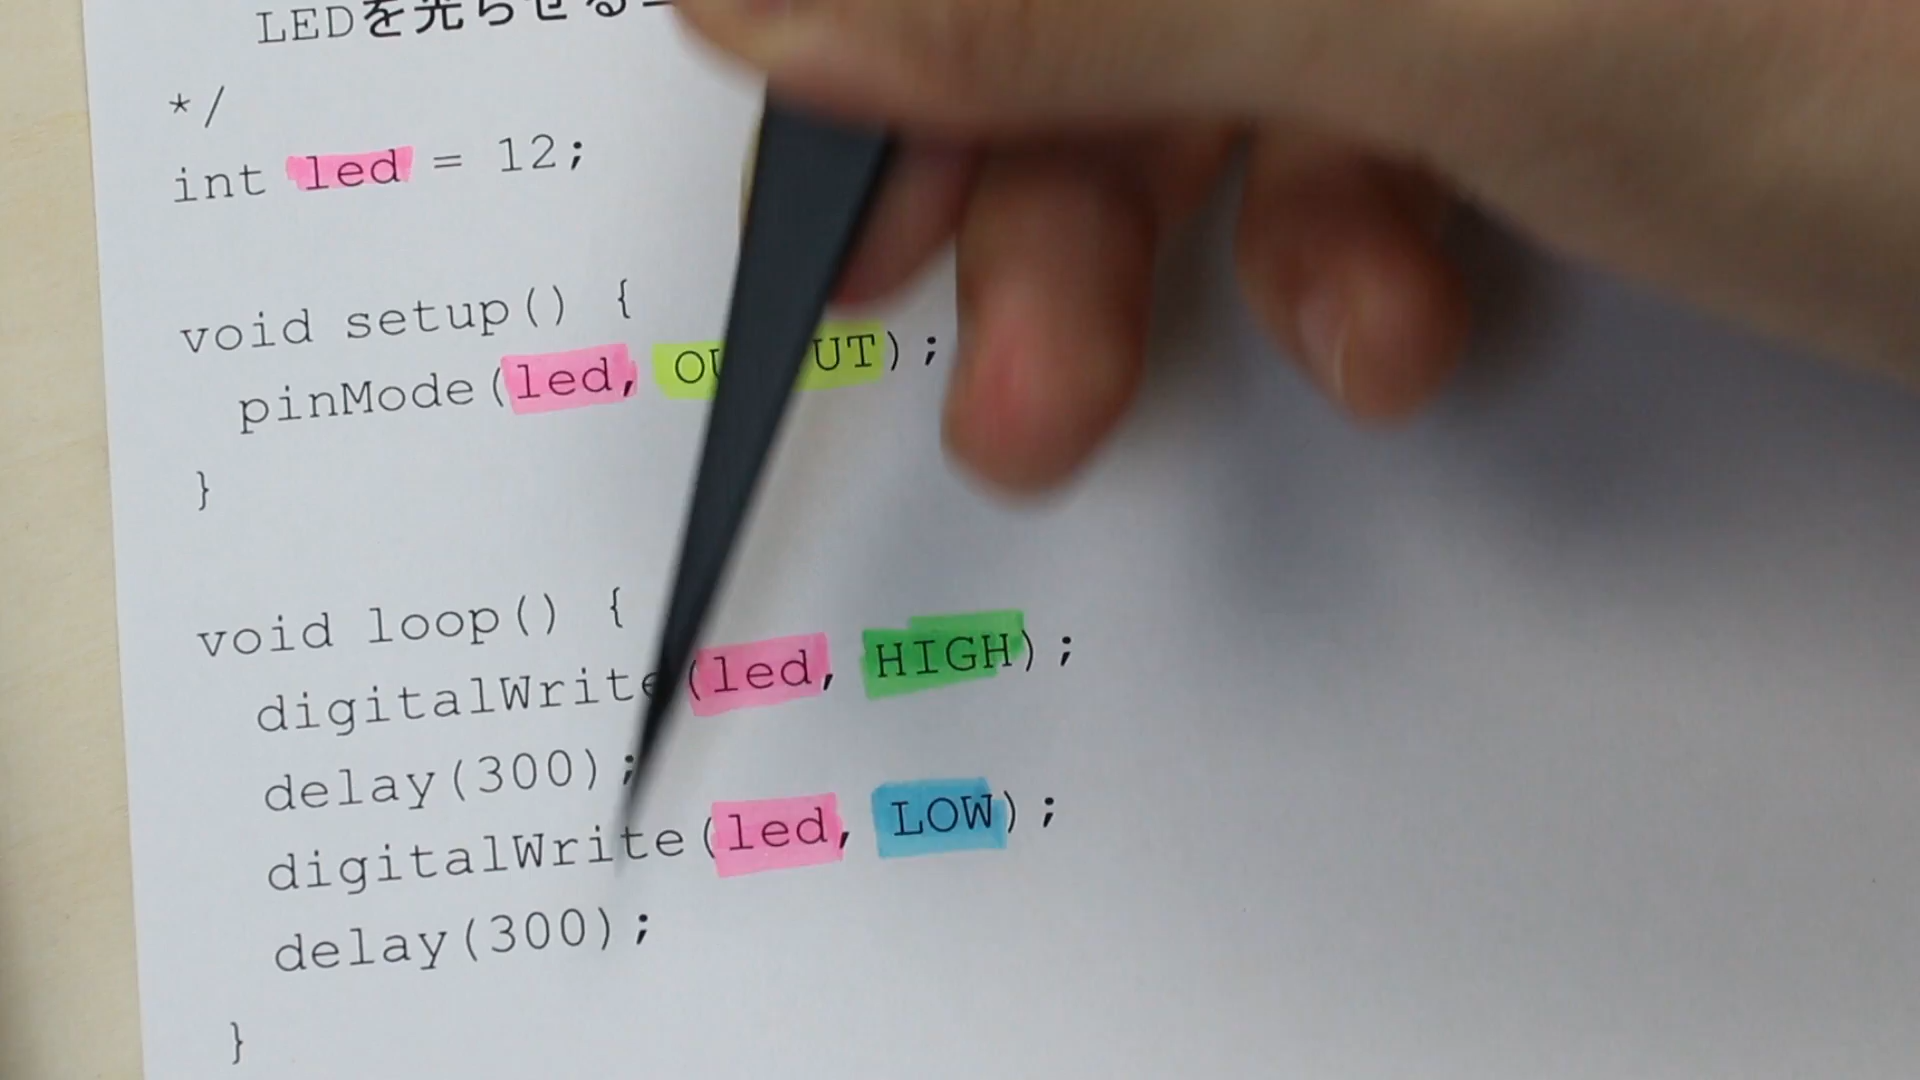 LEDを光らせる
*/
int led = 12;
void setup() {
pinMode(led, OUTPUT);
}
void loop() {
digitalWrite(led, HIGH);
delay(300);
digitalWrite(led, LOW);
delay(300);
}